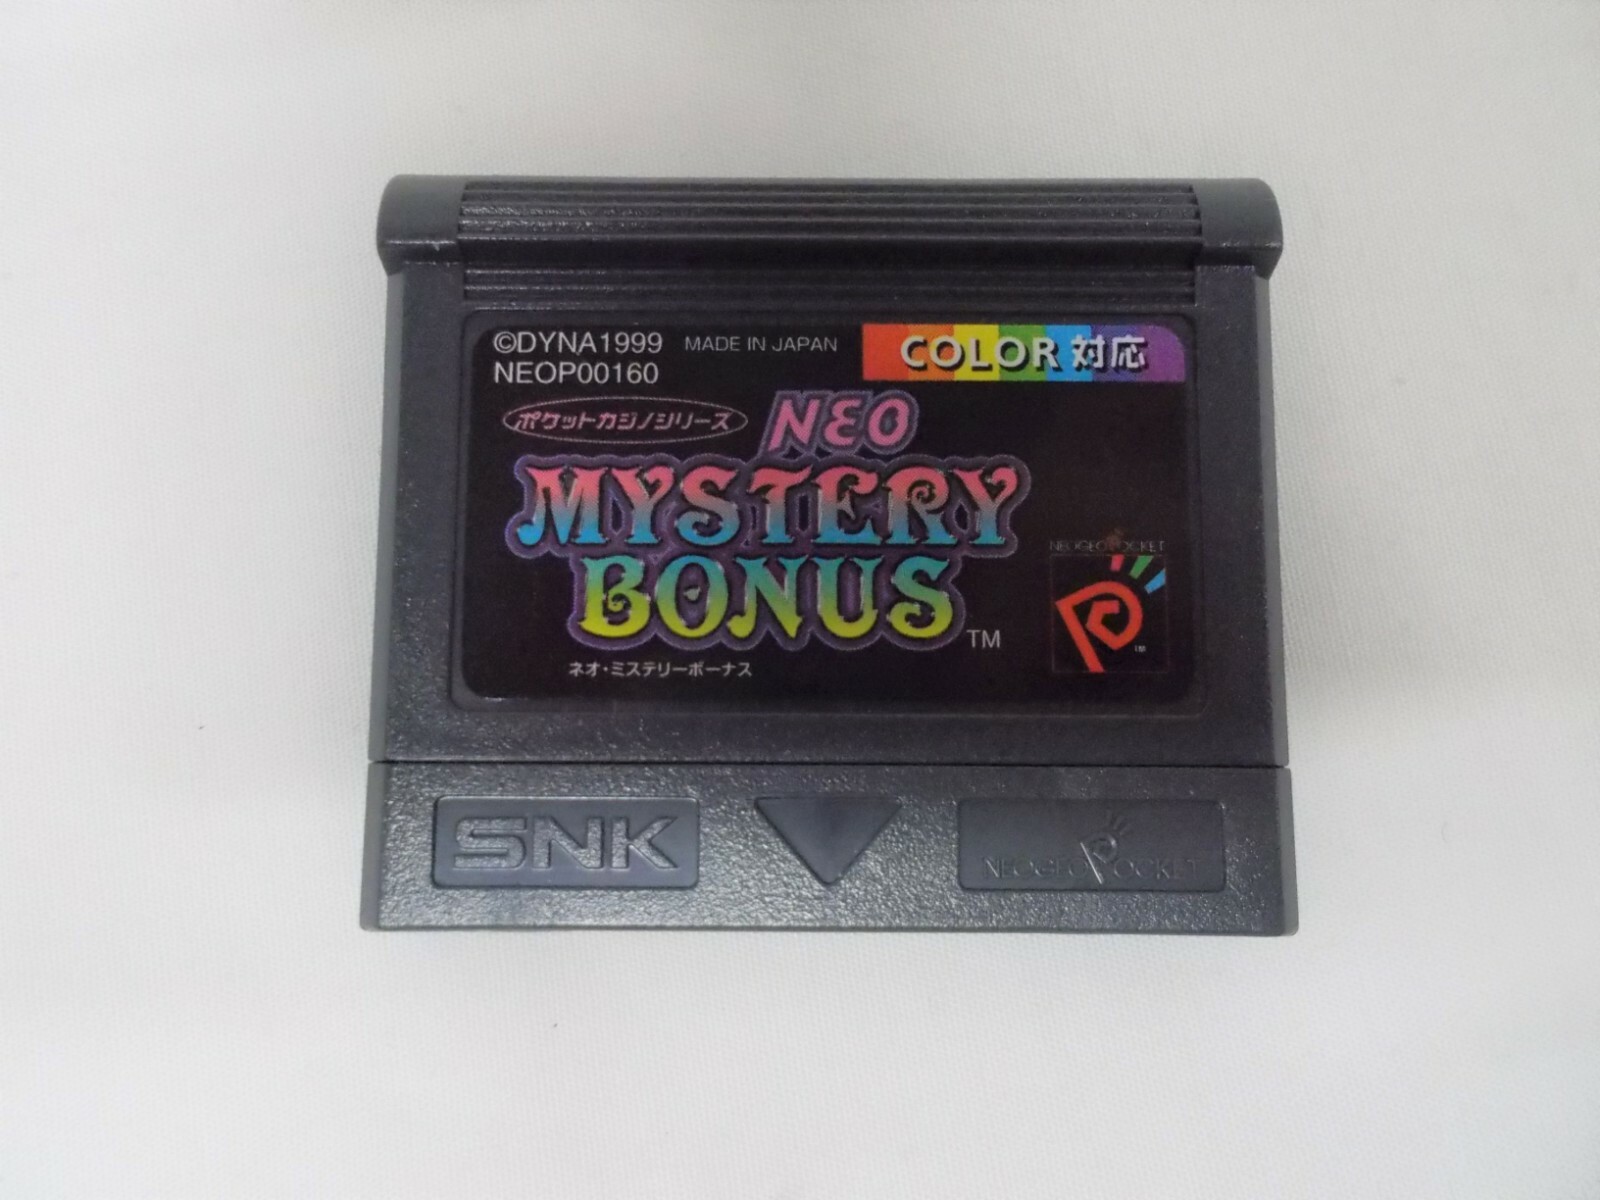 ©DYNA1999 MADE IN JAPAN
NEOP00160
COLOR 対応
ポケットカジノシリーズ
NEO
MYSTERY
BONUS
TM
ネオ・ミステリーボーナス
NEOGEO POCKET
TM
SNK
NEOGEO POCKET